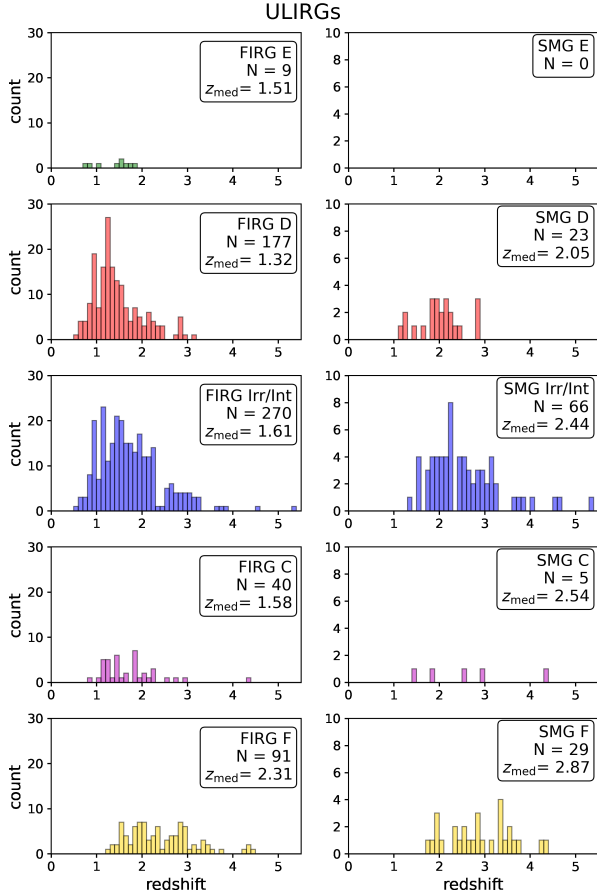 ULIRGs
FIRG E
N = 9
z_med = 1.51
count
30
20
10
0
0 1 2 3 4 5
SMG E
N = 0
10
8
6
4
2
0
0 1 2 3 4 5
FIRG D
N = 177
z_med = 1.32
count
30
20
10
0
0 1 2 3 4 5
SMG D
N = 23
z_med = 2.05
10
8
6
4
2
0
0 1 2 3 4 5
FIRG Irr/Int
N = 270
z_med = 1.61
count
30
20
10
0
0 1 2 3 4 5
SMG Irr/Int
N = 66
z_med = 2.44
10
8
6
4
2
0
0 1 2 3 4 5
FIRG C
N = 40
z_med = 1.58
count
30
20
10
0
0 1 2 3 4 5
SMG C
N = 5
z_med = 2.54
10
8
6
4
2
0
0 1 2 3 4 5
FIRG F
N = 91
z_med = 2.31
count
30
20
10
0
0 1 2 3 4 5
redshift
SMG F
N = 29
z_med = 2.87
10
8
6
4
2
0
0 1 2 3 4 5
redshift